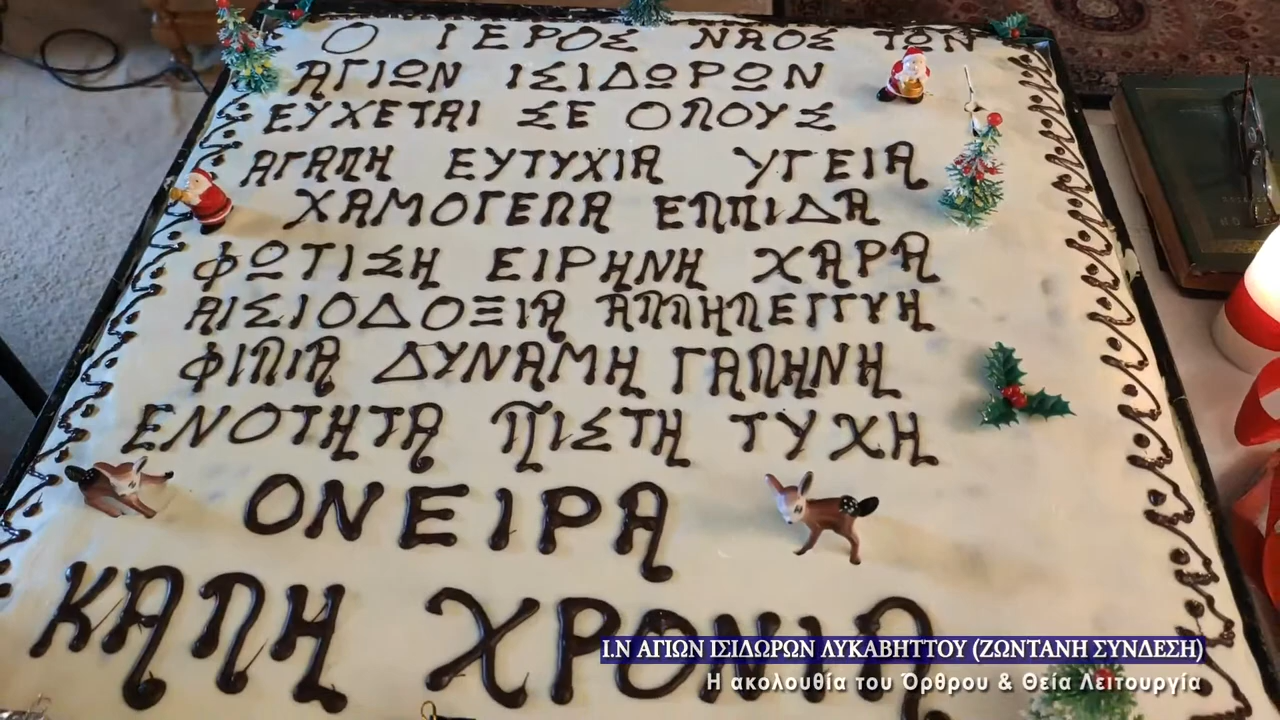 Ο ΙΕΡΟΣ ΝΑΟΣ ΤΩΝ
ΑΓΙΩΝ ΙΣΙΔΩΡΩΝ
ΕΥΧΕΤΑΙ ΣΕ ΟΛΟΥΣ
ΑΓΑΠΗ ΕΥΤΥΧΙΑ ΥΓΕΙΑ
ΧΑΜΟΓΕΛΑ ΕΛΠΙΔΑ
ΦΩΤΙΣΗ ΕΙΡΗΝΗ ΧΑΡΑ
ΑΙΣΙΟΔΟΞΙΑ ΑΛΛΗΛΕΓΓΥΗ
ΦΙΛΙΑ ΔΥΝΑΜΗ ΓΑΛΗΝΗ
ΕΝΟΤΗΤΑ ΠΙΣΤΗ ΤΥΧΗ
ΟΝΕΙΡΑ
ΚΑΛΗ ΧΡΟΝΙΑ
Ι.Ν ΑΓΙΩΝ ΙΣΙΔΩΡΩΝ ΛΥΚΑΒΗΤΤΟΥ (ΖΩΝΤΑΝΗ ΣΥΝΔΕΣΗ)
Η ακολουθία του Όρθρου & Θεία Λειτουργία